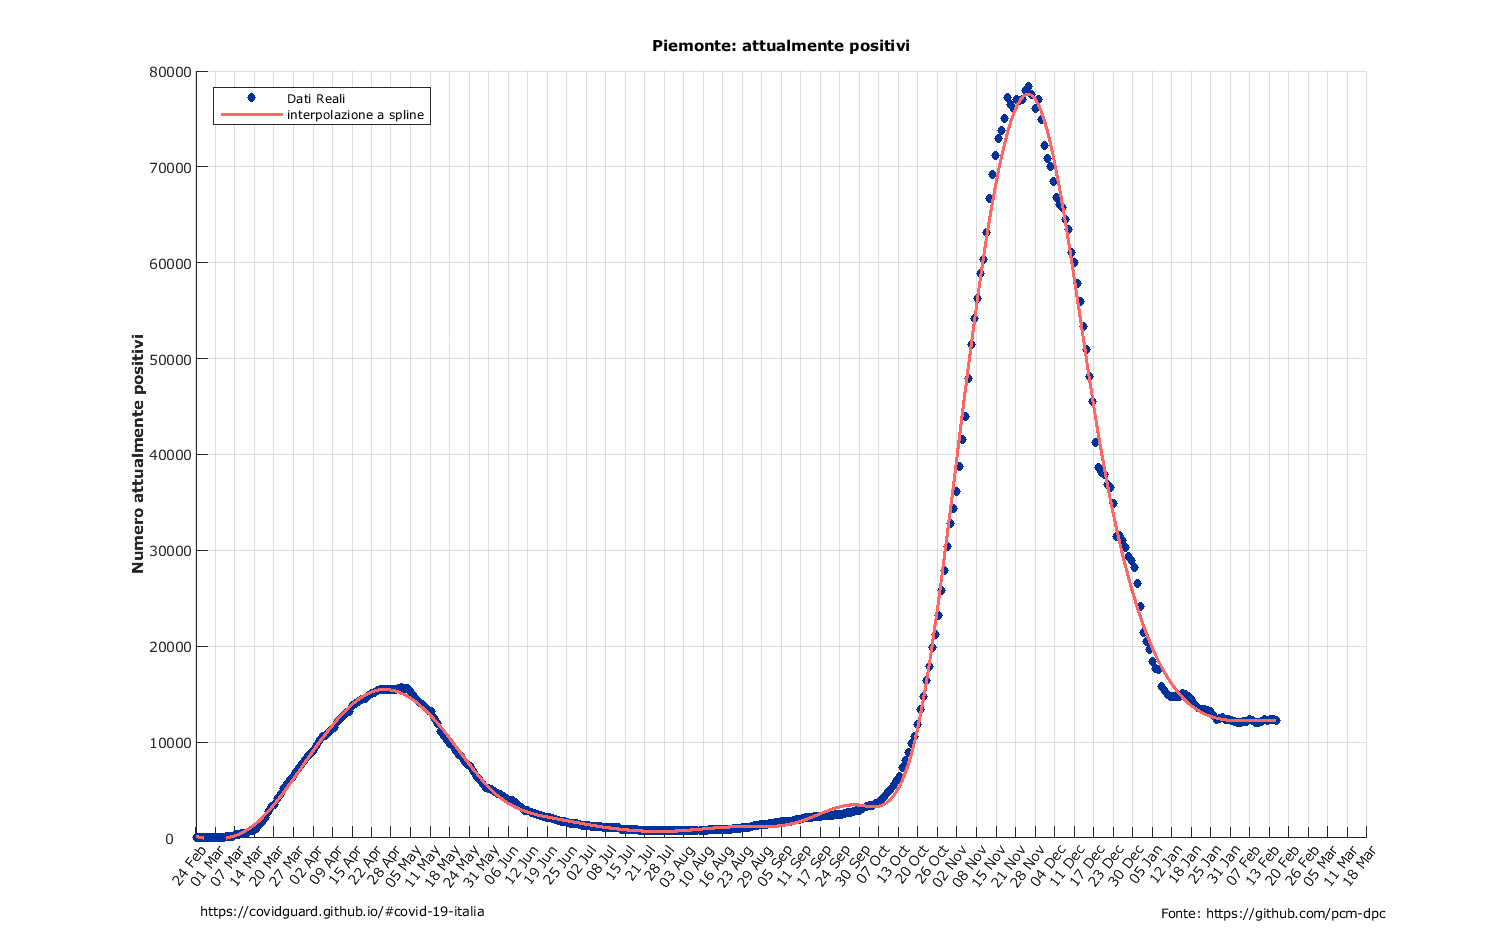 Piemonte: attualmente positivi
Dati Reali
interpolazione a spline
Numero attualmente positivi
80000
70000
60000
50000
40000
30000
20000
10000
0
24 Feb
01 Mar
07 Mar
14 Mar
20 Mar
27 Mar
02 Apr
09 Apr
15 Apr
22 Apr
28 Apr
05 May
11 May
18 May
24 May
31 May
06 Jun
12 Jun
19 Jun
25 Jun
02 Jul
08 Jul
15 Jul
21 Jul
28 Jul
03 Aug
10 Aug
16 Aug
23 Aug
29 Aug
05 Sep
11 Sep
17 Sep
24 Sep
30 Sep
07 Oct
13 Oct
20 Oct
26 Oct
02 Nov
08 Nov
15 Nov
21 Nov
28 Nov
04 Dec
11 Dec
17 Dec
23 Dec
30 Dec
05 Jan
12 Jan
18 Jan
25 Jan
31 Jan
07 Feb
13 Feb
20 Feb
26 Feb
05 Mar
11 Mar
18 Mar
https://covidguard.github.io/#covid-19-italia
Fonte: https://github.com/pcm-dpc